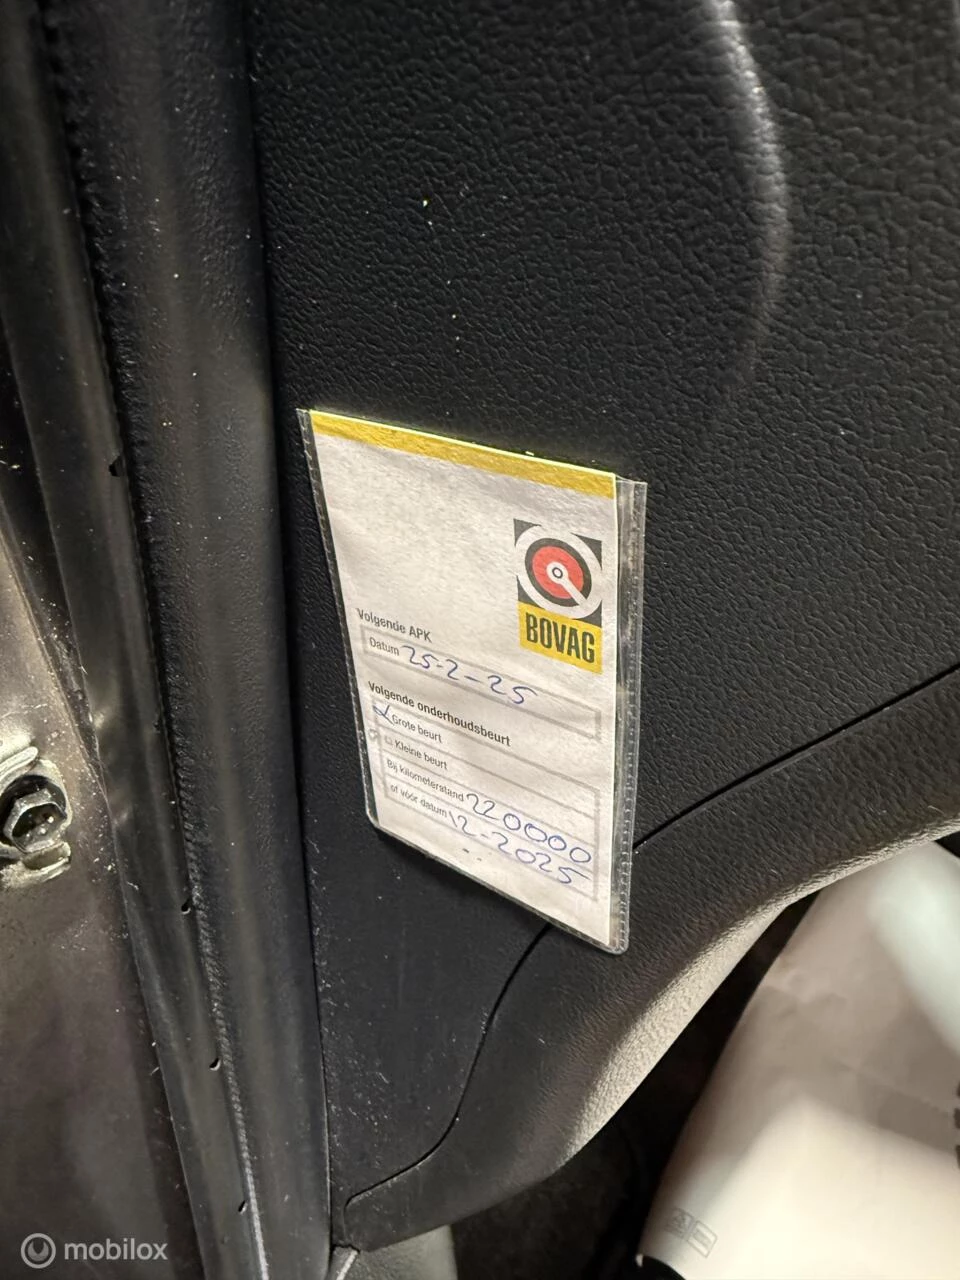 BOVAG
Volgende APK
Datum 25-2-25
Volgende onderhoudsbeurt
Grote beurt
Kleine beurt
Bij kilometerstand 220000
of vóór datum 12-2025
mobilox